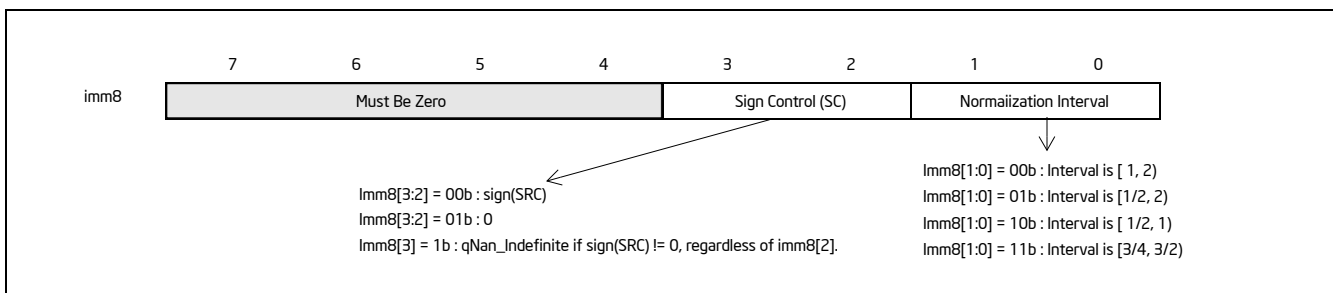 7 6 5 4 3 2 1 0
imm8 Must Be Zero Sign Control (SC) Normaiization Interval
Imm8[3:2] = 00b : sign(SRC)
Imm8[3:2] = 01b : 0
Imm8[3] = 1b : qNan_Indefinite if sign(SRC) != 0, regardless of imm8[2].
Imm8[1:0] = 00b : Interval is [ 1, 2)
Imm8[1:0] = 01b : Interval is [1/2, 2)
Imm8[1:0] = 10b : Interval is [ 1/2, 1)
Imm8[1:0] = 11b : Interval is [3/4, 3/2)